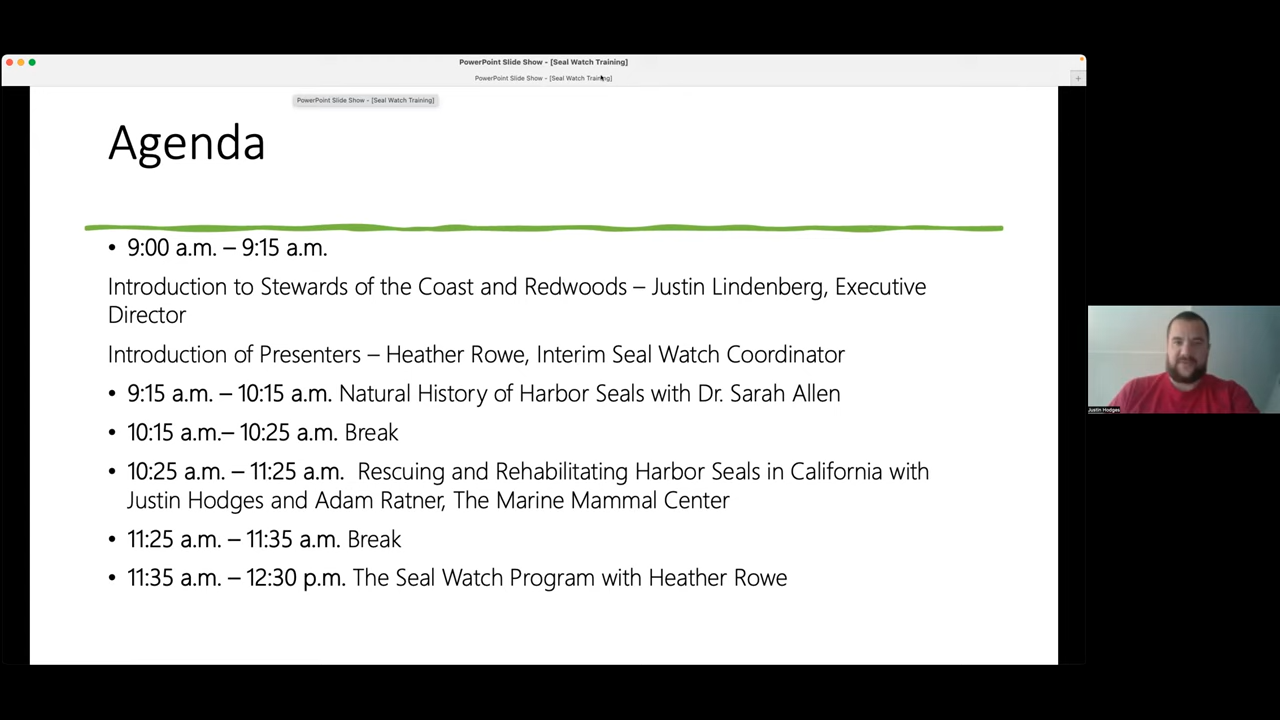 PowerPoint Slide Show - [Seal Watch Training]
PowerPoint Slide Show - [Seal Watch Training]
PowerPoint Slide Show - [Seal Watch Training]
Agenda
• 9:00 a.m. – 9:15 a.m.
Introduction to Stewards of the Coast and Redwoods – Justin Lindenberg, Executive
Director
Introduction of Presenters – Heather Rowe, Interim Seal Watch Coordinator
• 9:15 a.m. – 10:15 a.m. Natural History of Harbor Seals with Dr. Sarah Allen
• 10:15 a.m.– 10:25 a.m. Break
• 10:25 a.m. – 11:25 a.m. Rescuing and Rehabilitating Harbor Seals in California with
Justin Hodges and Adam Ratner, The Marine Mammal Center
• 11:25 a.m. – 11:35 a.m. Break
• 11:35 a.m. – 12:30 p.m. The Seal Watch Program with Heather Rowe
Justin Hodges